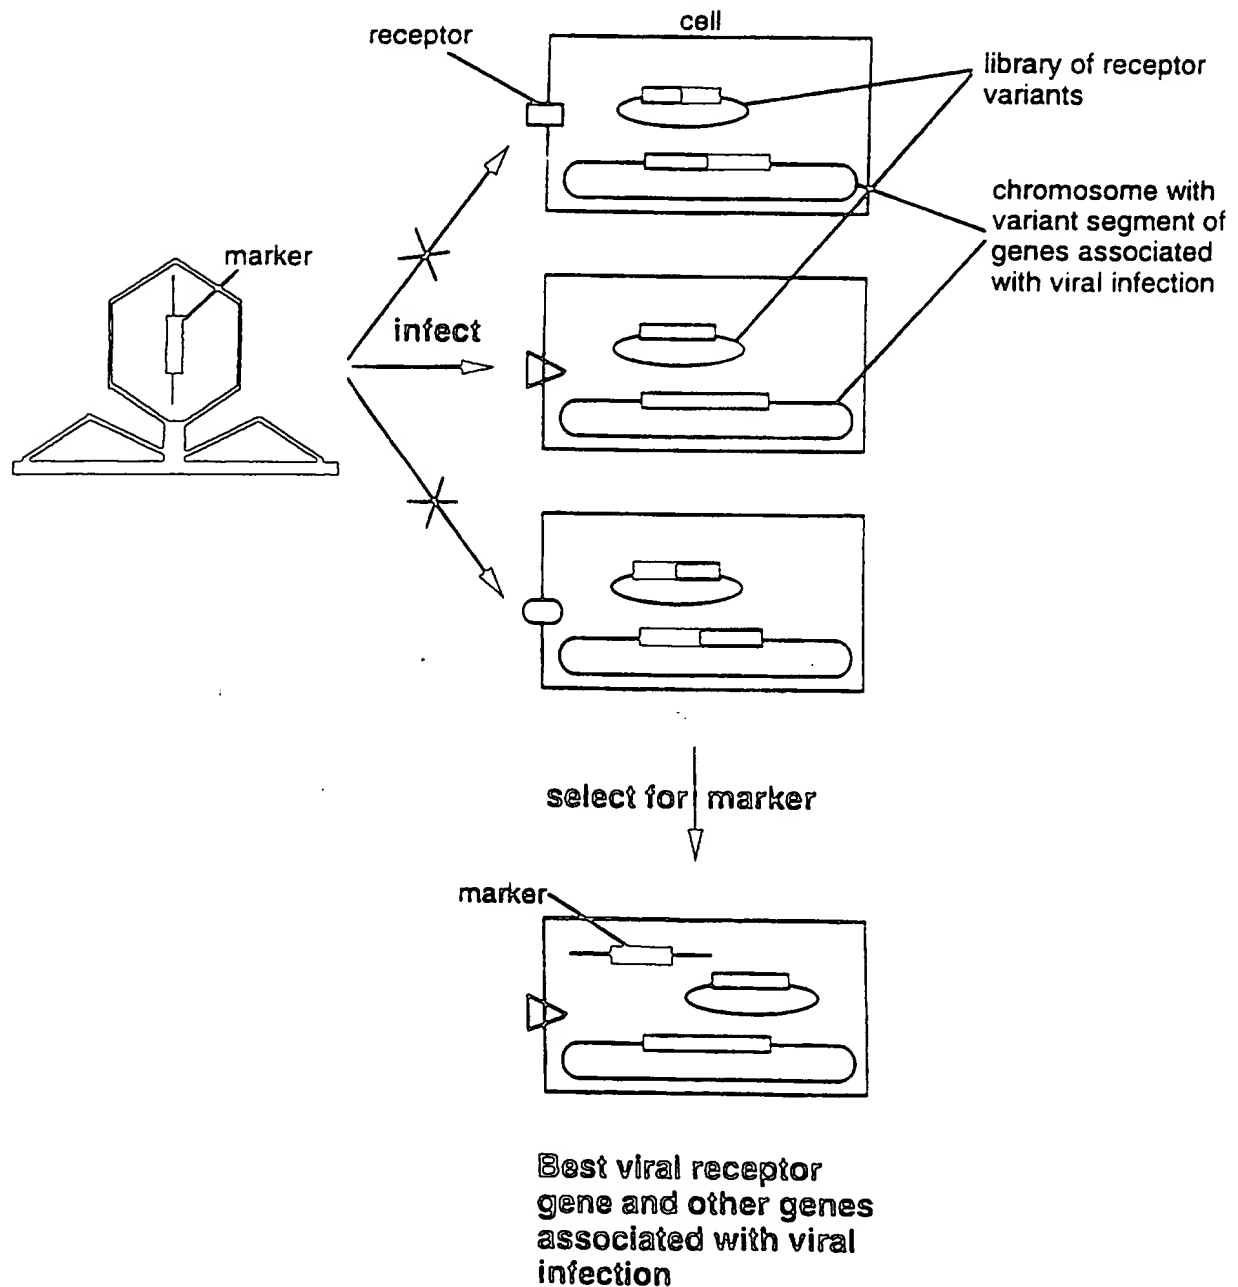 cell
receptor
library of receptor
variants
chromosome with
variant segment of
genes associated
with viral infection
marker
infect
select for marker
marker
Best viral receptor
gene and other genes
associated with viral
infection